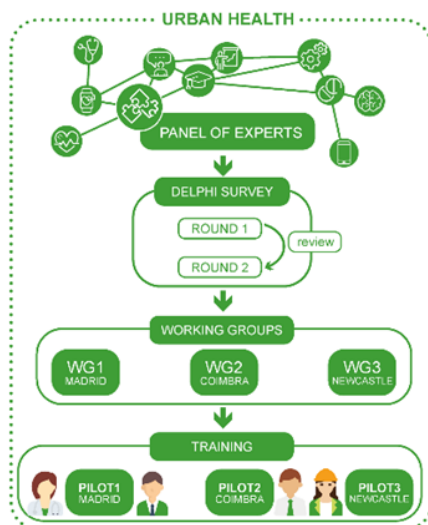 URBAN HEALTH
PANEL OF EXPERTS
DELPHI SURVEY
ROUND 1
review
ROUND 2
WORKING GROUPS
WG1
MADRID
WG2
COIMBRA
WG3
NEWCASTLE
TRAINING
PILOT1
MADRID
PILOT2
COIMBRA
PILOT3
NEWCASTLE